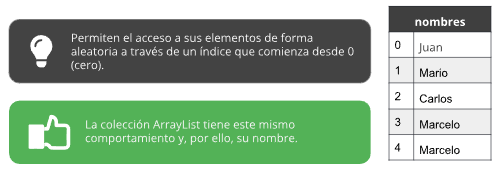 Permiten el acceso a sus elementos de forma
aleatoria a través de un índice que comienza desde 0
(cero).
La colección ArrayList tiene este mismo
comportamiento y, por ello, su nombre.
nombres
0 Juan
1 Mario
2 Carlos
3 Marcelo
4 Marcelo